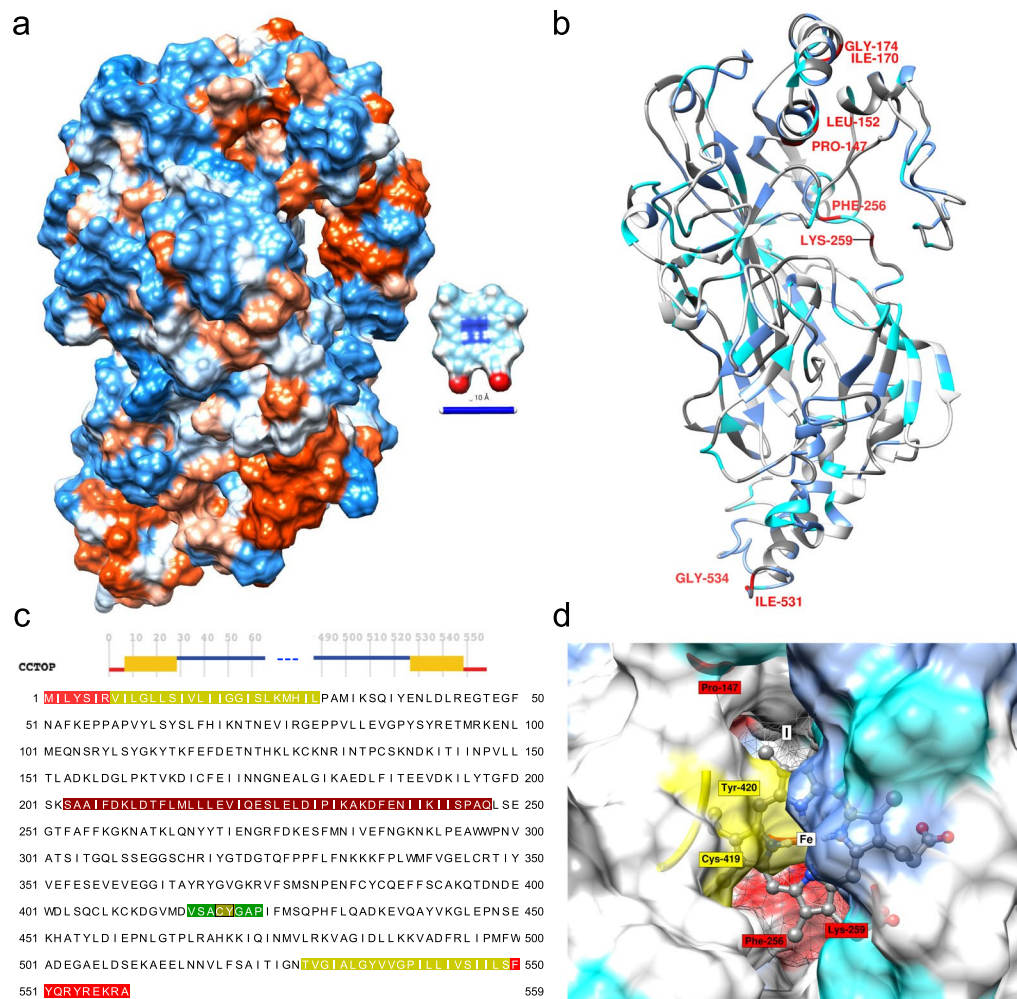 a
b
10 Å
GLY-174
ILE-170
LEU-152
PRO-147
PHE-256
LYS-259
GLY-534
ILE-531
c
0 10 20 30 40 50 60 490 500 510 520 530 540 550
CCTOP
1 MILYSIRVILGLLSIVLIIGGISLKMHILPAMIKSQIYENLDLREGTEGF 50
51 NAFKEPPAPVYLSYSLFHIKNTNEVIRGEPPVLLEVGPYSYRETMRKENL 100
101 MEQNSRYLSYGKYTKFEFDETNTHKLKCKNRINTPCSKNDKITIINPVLL 150
151 TLADKLDGLPKTVKDICFEIINNGNEALGIKAEDLFITEEVDKILYTGFD 200
201 SKSAAIFDKLDTFLMLLLEVIQESLELDIPIKAKDFENIIKIISPAQLSE 250
251 GTFAFFKGKNATKLQNYYTIENGRFDKESFMNIVEFNGKNKLPEAWWPNV 300
301 ATSITGQLSSEGGSCHRIYGTDGTQFPPFLFNKKKFPLWMFVGELCRTIY 350
351 VEFESEVEVEGGITAYRYGVGKRVFSMSNPENFCYCQEFFSCAKQTDNDE 400
401 WDLSQCLKCKDGVMDVSACYGAPIFMSQPHFLQADKEVQAYVKGLEPNSE 450
451 KHATYLDIEPNLGTPLRAHKKIQINMVLRKVAGIDLLKKVADFRLIPMFW 500
501 ADEGAELDSEKAEELNNVLFSAITIGNTVGIALGYVVGPILLIVSIILSF 550
551 YQRYREKRA 559
d
Pro-147
I
Tyr-420
Fe
Cys-419
Phe-256
Lys-259